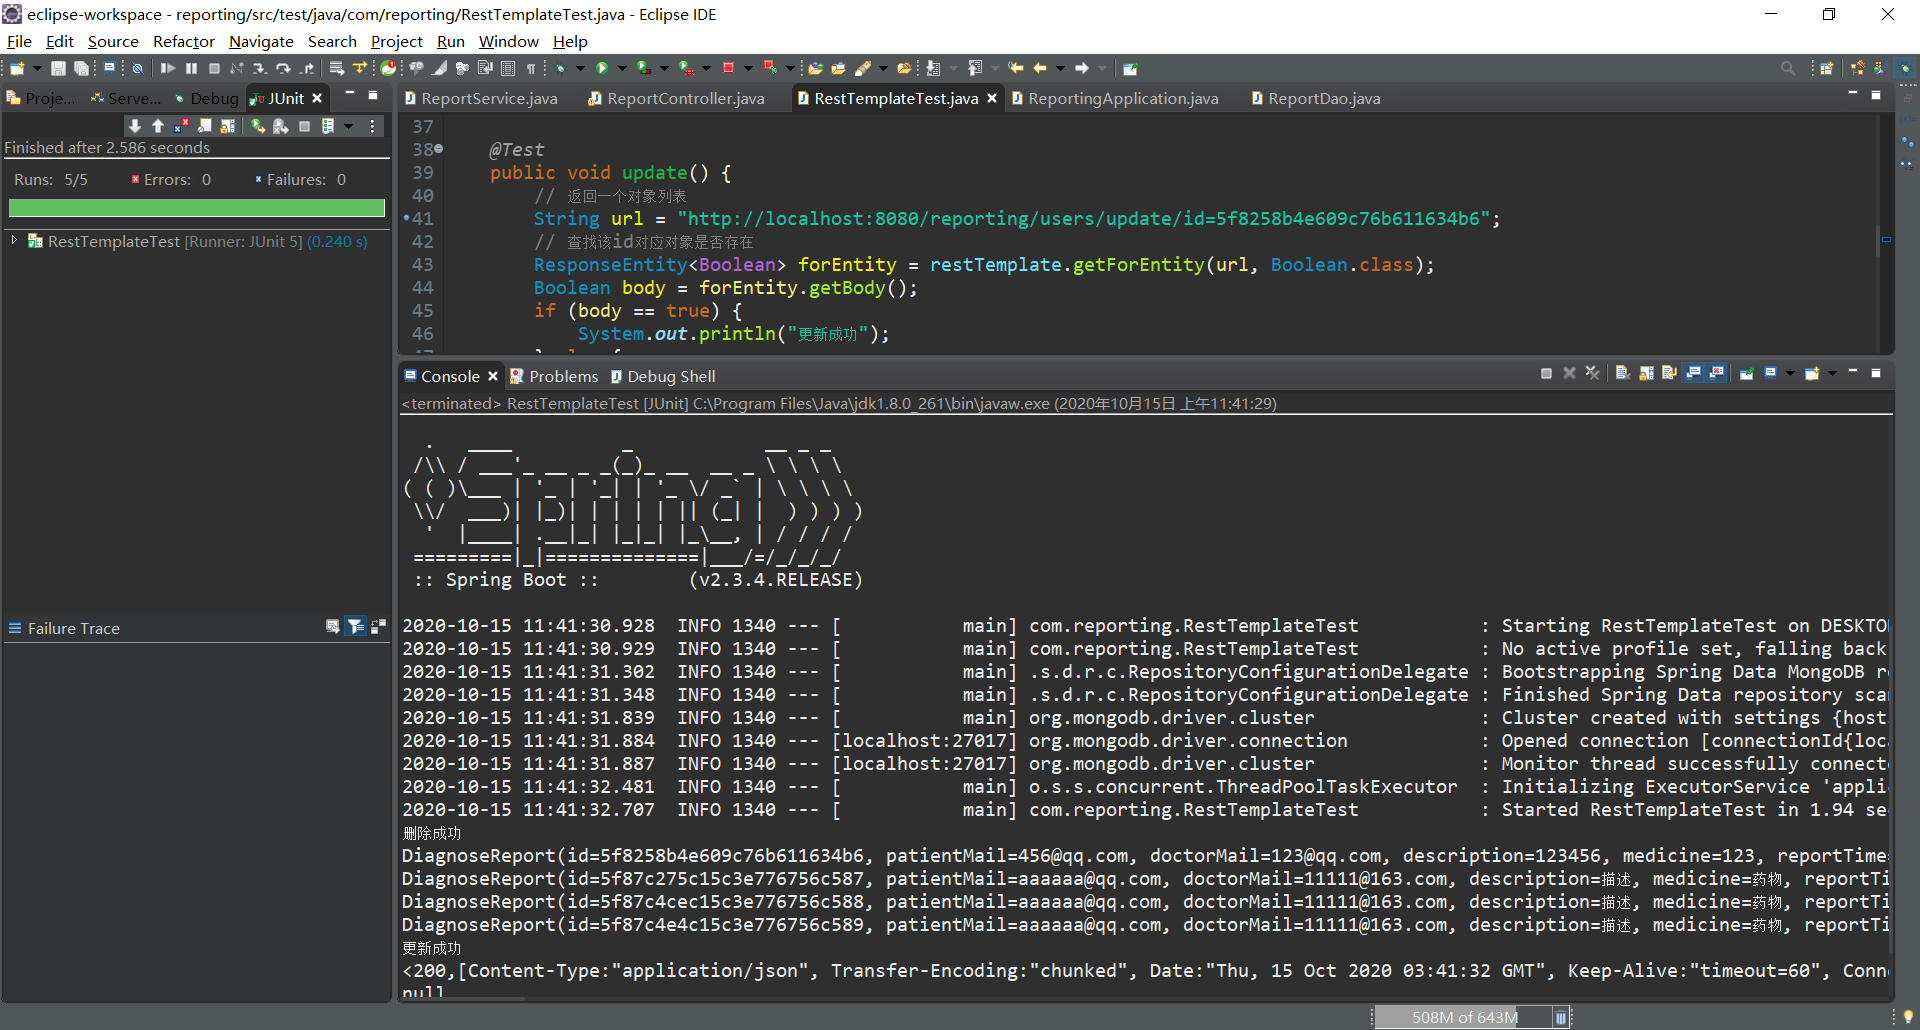 eclipse-workspace - reporting/src/test/java/com/reporting/RestTemplateTest.java - Eclipse IDE
File Edit Source Refactor Navigate Search Project Run Window Help
Proje... Serve... Debug JUnit
ReportService.java ReportController.java RestTemplateTest.java ReportingApplication.java ReportDao.java
Finished after 2.586 seconds
Runs: 5/5 Errors: 0 Failures: 0
RestTemplateTest [Runner: JUnit 5] (0.240 s)
Failure Trace
37
38 @Test
39 public void update() {
40 // 返回一个对象列表
41 String url = "http://localhost:8080/reporting/users/update/id=5f8258b4e609c76b611634b6";
42 // 查找该id对应对象是否存在
43 ResponseEntity<Boolean> forEntity = restTemplate.getForEntity(url, Boolean.class);
44 Boolean body = forEntity.getBody();
45 if (body == true) {
46 System.out.println("更新成功");
Console Problems Debug Shell
<terminated> RestTemplateTest [JUnit] C:\Program Files\Java\jdk1.8.0_261\bin\javaw.exe (2020年10月15日 上午11:41:29)
Spring
:: Spring Boot :: (v2.3.4.RELEASE)
2020-10-15 11:41:30.928 INFO 1340 --- [ main] com.reporting.RestTemplateTest : Starting RestTemplateTest on DESKTO
2020-10-15 11:41:30.929 INFO 1340 --- [ main] com.reporting.RestTemplateTest : No active profile set, falling back
2020-10-15 11:41:31.302 INFO 1340 --- [ main] .s.d.r.c.RepositoryConfigurationDelegate : Bootstrapping Spring Data MongoDB r
2020-10-15 11:41:31.348 INFO 1340 --- [ main] .s.d.r.c.RepositoryConfigurationDelegate : Finished Spring Data repository sca
2020-10-15 11:41:31.839 INFO 1340 --- [ main] org.mongodb.driver.cluster : Cluster created with settings {host
2020-10-15 11:41:31.884 INFO 1340 --- [localhost:27017] org.mongodb.driver.connection : Opened connection [connectionId{loc
2020-10-15 11:41:31.887 INFO 1340 --- [localhost:27017] org.mongodb.driver.cluster : Monitor thread successfully connect
2020-10-15 11:41:32.481 INFO 1340 --- [ main] o.s.s.concurrent.ThreadPoolTaskExecutor : Initializing ExecutorService 'appli
2020-10-15 11:41:32.707 INFO 1340 --- [ main] com.reporting.RestTemplateTest : Started RestTemplateTest in 1.94 se
删除成功
DiagnoseReport(id=5f8258b4e609c76b611634b6, patientMail=456@qq.com, doctorMail=123@qq.com, description=123456, medicine=123, reportTime
DiagnoseReport(id=5f87c275c15c3e776756c587, patientMail=aaaaaa@qq.com, doctorMail=11111@163.com, description=描述, medicine=药物, reportTi
DiagnoseReport(id=5f87c4cec15c3e776756c588, patientMail=aaaaaa@qq.com, doctorMail=11111@163.com, description=描述, medicine=药物, reportTi
DiagnoseReport(id=5f87c4e4c15c3e776756c589, patientMail=aaaaaa@qq.com, doctorMail=11111@163.com, description=描述, medicine=药物, reportTi
更新成功
<200,[Content-Type:"application/json", Transfer-Encoding:"chunked", Date:"Thu, 15 Oct 2020 03:41:32 GMT", Keep-Alive:"timeout=60", Conn
null
508M of 643M